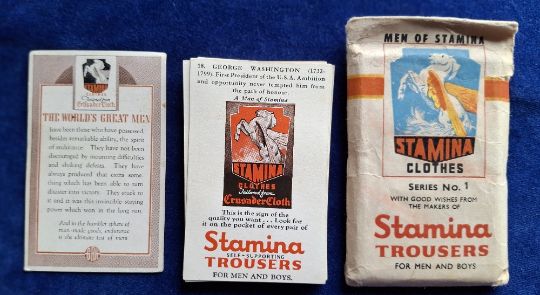 STAMINA
CLOTHES
Tailored from
Crusader Cloth
THE WORLD'S GREAT MEN
have been those who have possessed,
besides remarkable ability, the spirit
of endurance. They have not been
discouraged by mounting difficulties
and shaking defeats. They have
always produced that extra some
thing which has been able to turn
disaster into victory. They stuck to
it and it was this invincible staying
power which won in the long run.
And in the humbler sphere of
man-made goods, endurance
is the ultimate test of merit.
18. GEORGE WASHINGTON (1732-
1799). First President of the U.S.A. Ambition
and opportunity never tempted him from
the path of honour.
A Man of Stamina
STAMINA
CLOTHES
Tailored from
Crusader Cloth
This is the sign of the
quality you want . . . Look for
it on the pocket of every pair of
Stamina
SELF-SUPPORTING
TROUSERS
FOR MEN AND BOYS.
MEN OF STAMINA
STAMINA
CLOTHES
SERIES No. 1
WITH GOOD WISHES FROM
THE MAKERS OF
Stamina
TROUSERS
FOR MEN AND BOYS